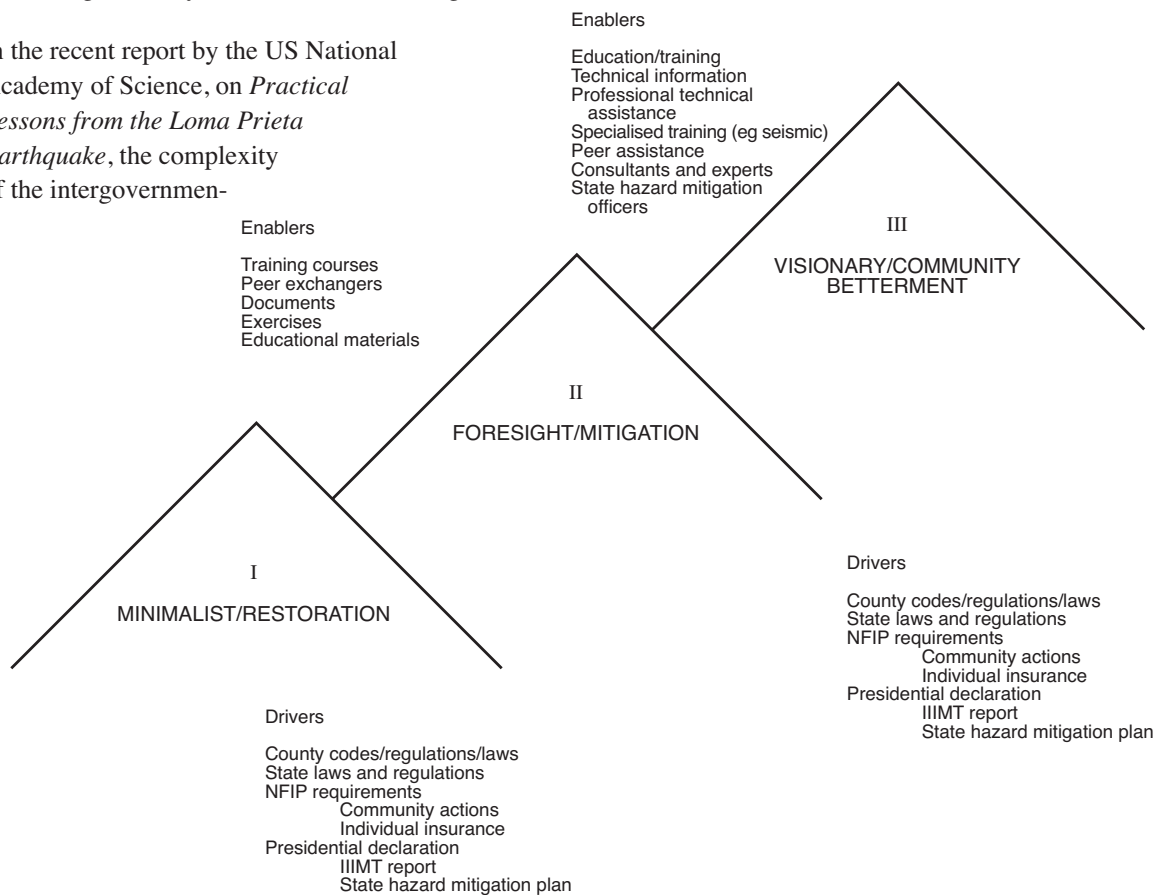 the recent report by the US National
cademy of Science, on Practical
essons from the Loma Prieta
arthquake, the complexity
f the intergovernmen-
Enablers
Education/training
Technical information
Professional technical
assistance
Specialised training (eg seismic)
Peer assistance
Consultants and experts
State hazard mitigation
officers
III
VISIONARY/COMMUNITY
BETTERMENT
Enablers
Training courses
Peer exchangers
Documents
Exercises
Educational materials
II
FORESIGHT/MITIGATION
I
MINIMALIST/RESTORATION
Drivers
County codes/regulations/laws
State laws and regulations
NFIP requirements
Community actions
Individual insurance
Presidential declaration
IIIMT report
State hazard mitigation plan
Drivers
County codes/regulations/laws
State laws and regulations
NFIP requirements
Community actions
Individual insurance
Presidential declaration
IIIMT report
State hazard mitigation plan